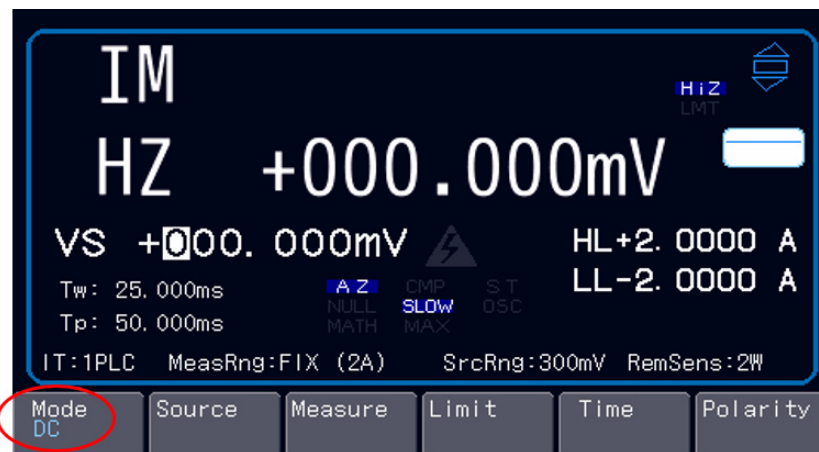 IM
HiZ
LMT
HZ +000.000mV
VS +000.000mV HL+2.0000 A
LL-2.0000 A
Tw: 25.000ms AZ CMP ST
NULL SLOW OSC
Tp: 50.000ms MATH MAX
IT:1PLC MeasRng:FIX (2A) SrcRng:300mV RemSens:2W
Mode Source Measure Limit Time Polarity
DC